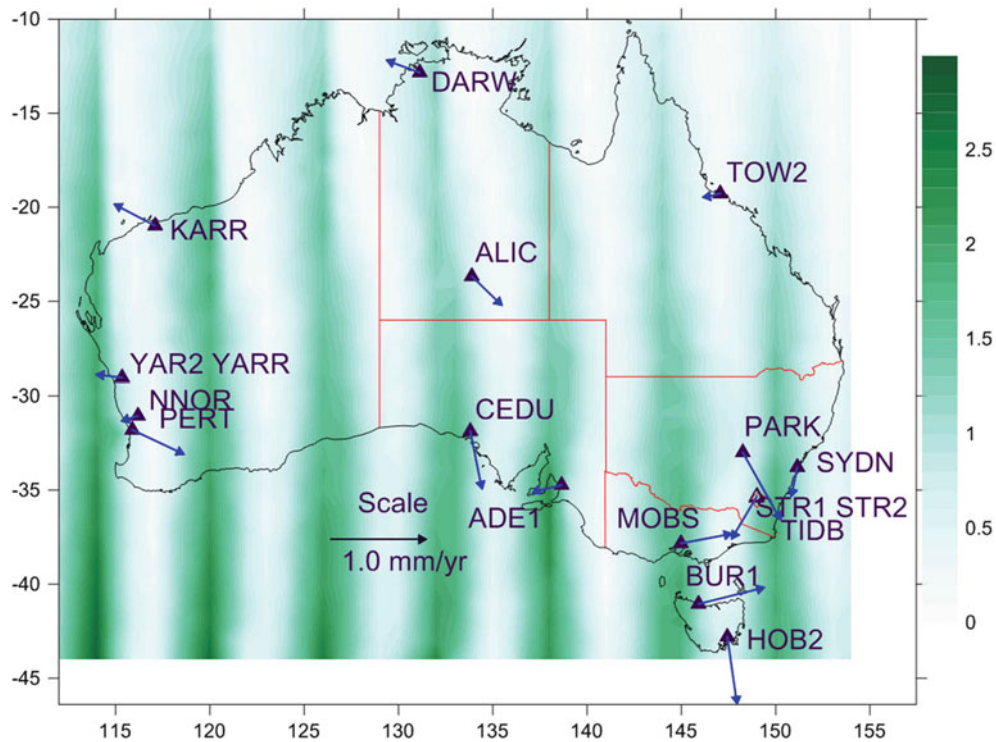 -10
-15
-20
-25
-30
-35
-40
-45
DARW
TOW2
KARR
ALIC
YAR2 YARR
NNOR
PERT
CEDU
PARK
SYDN
Scale
ADE1
MOBS
STR1 STR2
TIDB
1.0 mm/yr
BUR1
HOB2
2.5
2
1.5
1
0.5
0
115 120 125 130 135 140 145 150 155